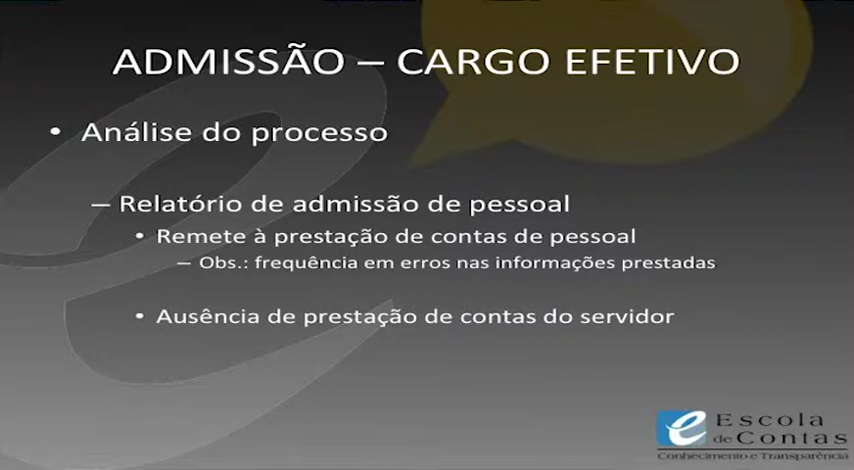 ADMISSÃO – CARGO EFETIVO
• Análise do processo
– Relatório de admissão de pessoal
• Remete à prestação de contas de pessoal
– Obs.: frequência em erros nas informações prestadas
• Ausência de prestação de contas do servidor
e Escola
de Contas
Conhecimento e Transparência